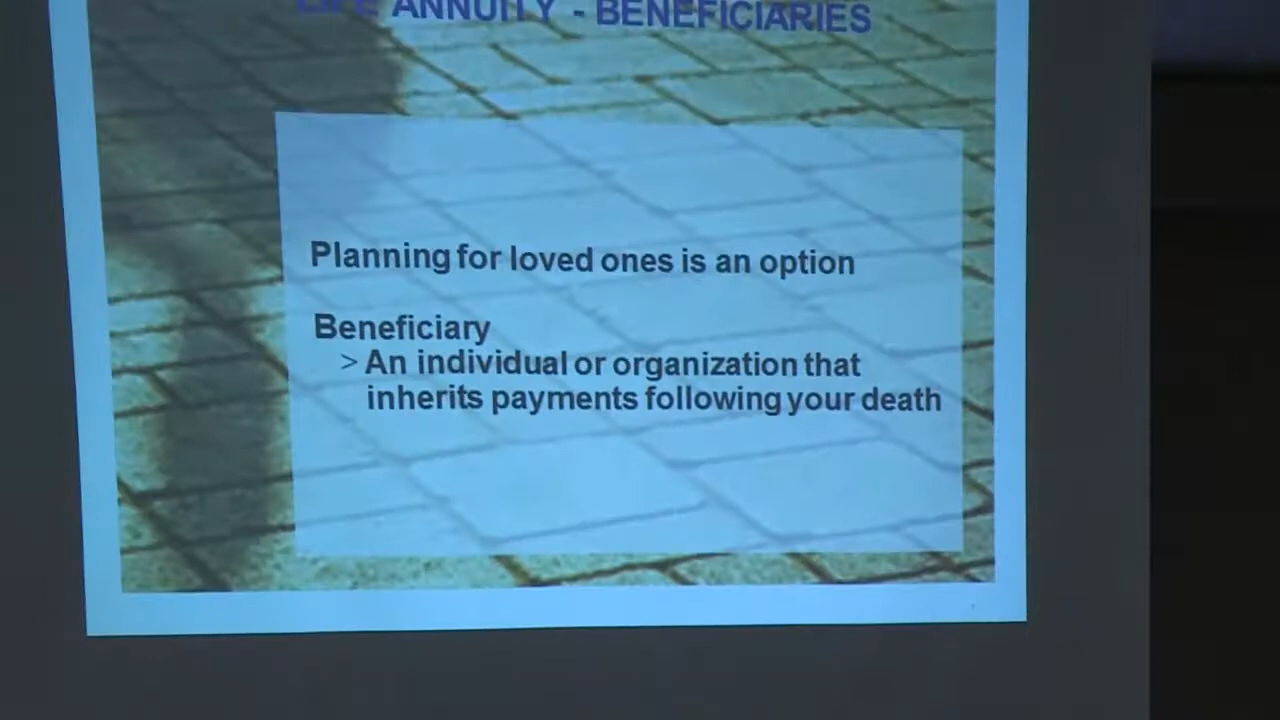 LIFE ANNUITY - BENEFICIARIES
Planning for loved ones is an option
Beneficiary
> An individual or organization that
inherits payments following your death